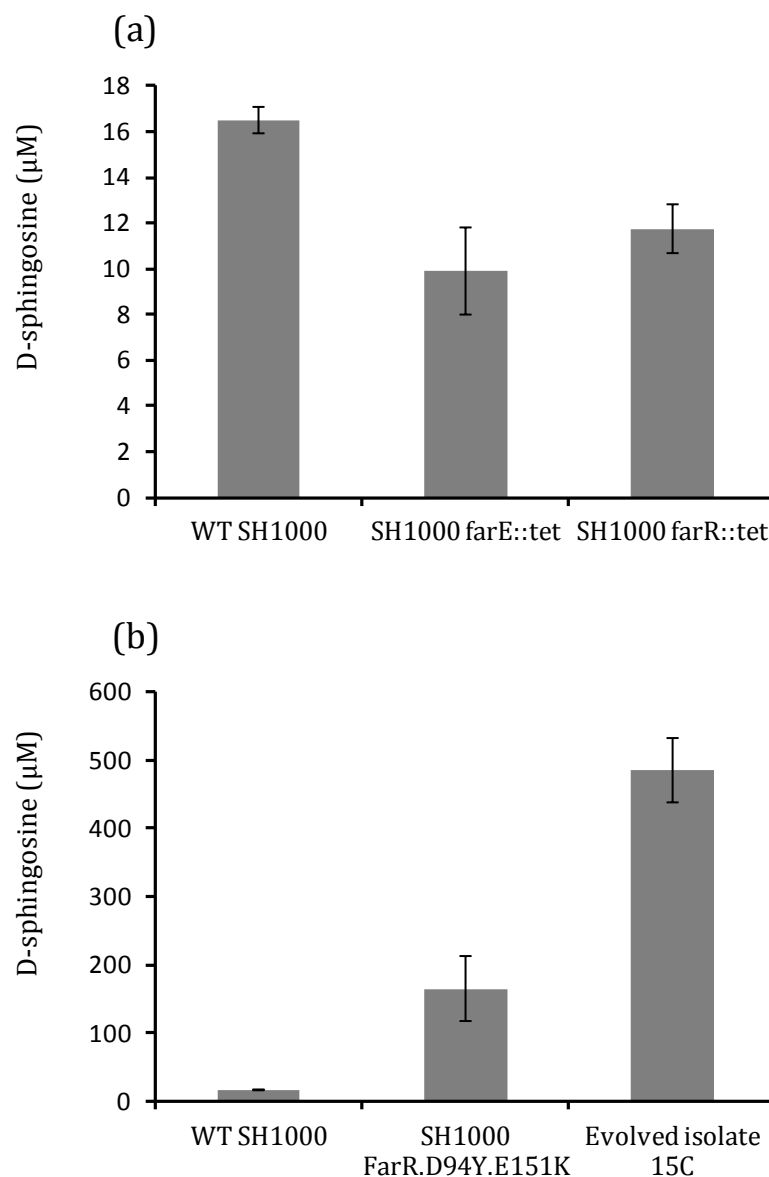 (a)
D-sphingosine (µM)
18
16
14
12
10
8
6
4
2
0
WT SH1000 SH1000 farE::tet SH1000 farR::tet
(b)
D-sphingosine (µM)
600
500
400
300
200
100
0
WT SH1000 SH1000 Evolved isolate
FarR.D94Y.E151K 15C